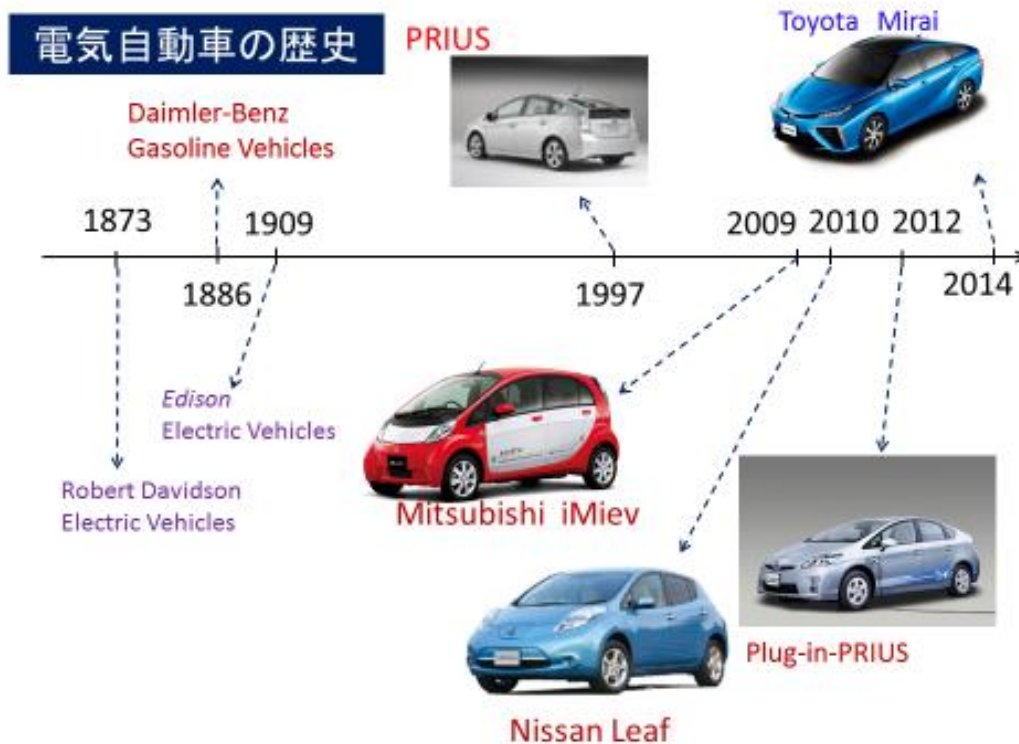 電気自動車の歴史
PRIUS
Toyota Mirai
Daimler-Benz
Gasoline Vehicles
1873
1909
2009
2010
2012
1886
1997
2014
Edison
Electric Vehicles
Robert Davidson
Electric Vehicles
Mitsubishi iMiev
Plug-in-PRIUS
Nissan Leaf